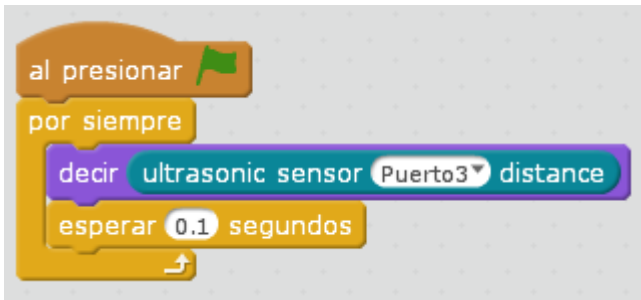 al presionar
por siempre
decir ultrasonic sensor Puerto3 distance
esperar 0.1 segundos